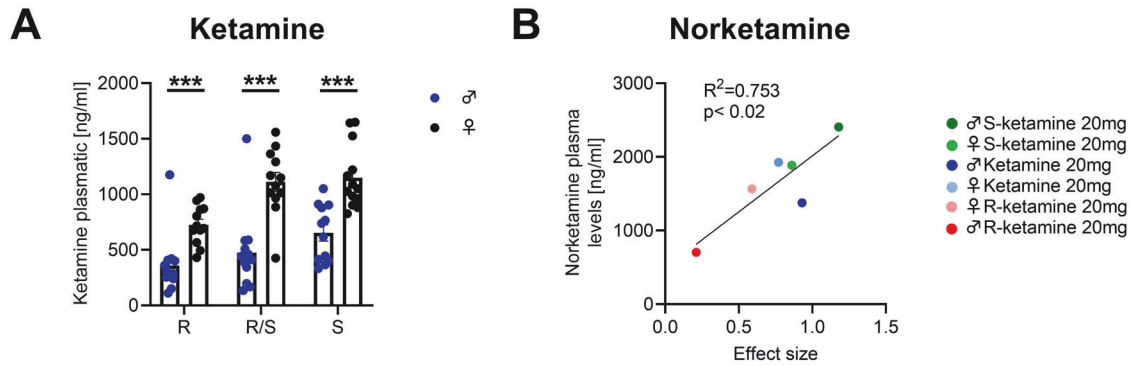 A
Ketamine
Ketamine plasmatic [ng/ml]
2000
1500
1000
500
0
***
***
***
R
R/S
S
♂
♀
B
Norketamine
Norketamine plasma
levels [ng/ml]
3000
2000
1000
0
R²=0.753
p< 0.02
0.0
0.5
1.0
1.5
Effect size
♂S-ketamine 20mg
♀S-ketamine 20mg
♂Ketamine 20mg
♀Ketamine 20mg
♀R-ketamine 20mg
♂R-ketamine 20mg